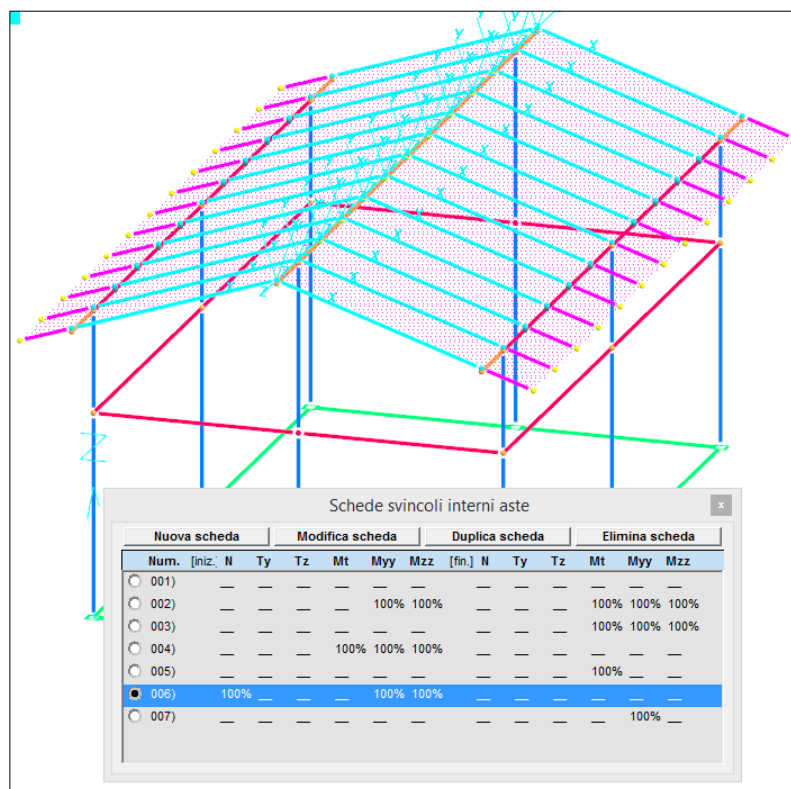 Schede svincoli interni aste
x
Nuova scheda Modifica scheda Duplica scheda Elimina scheda
Num. [iniz.] N Ty Tz Mt Myy Mzz [fin.] N Ty Tz Mt Myy Mzz
001) __ __ __ __ __ __ __ __ __ __ __ __
002) __ __ __ __ 100% 100% __ __ __ 100% 100% 100%
003) __ __ __ __ __ __ __ __ __ 100% 100% 100%
004) __ __ __ 100% 100% 100% __ __ __ __ __ __
005) __ __ __ __ __ __ __ __ __ 100% __ __
006) 100% __ __ __ 100% 100% __ __ __ __ __ __
007) __ __ __ __ __ __ __ __ __ __ 100% __